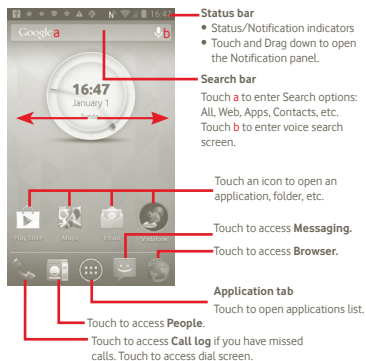 16:47
Google a
b
16:47
January 1
Sunday
Play Store
Maps
Email
Vodafone
Status bar
• Status/Notification indicators
• Touch and Drag down to open
the Notification panel.
Search bar
Touch a to enter Search options:
All, Web, Apps, Contacts, etc.
Touch b to enter voice search
screen.
Touch an icon to open an
application, folder, etc.
Touch to access Messaging.
Touch to access Browser.
Application tab
Touch to open applications list.
Touch to access People.
Touch to access Call log if you have missed
calls. Touch to access dial screen.